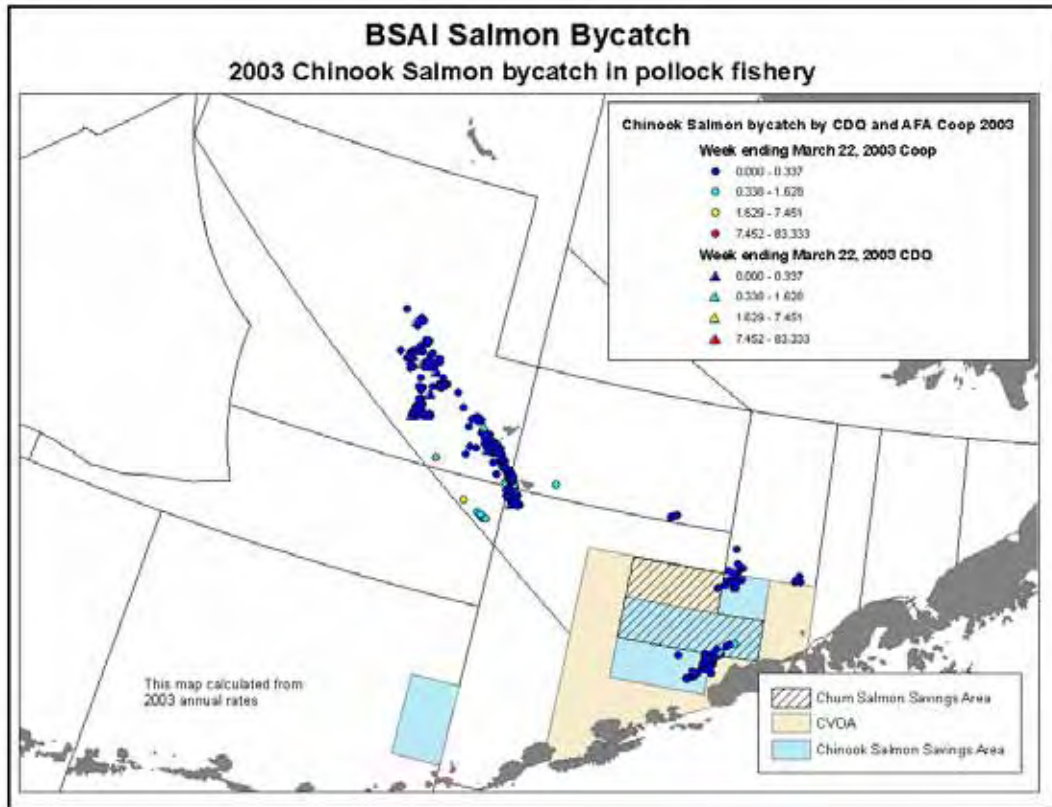 BSAI Salmon Bycatch
2003 Chinook Salmon bycatch in pollock fishery
Chinook Salmon bycatch by CDQ and AFA Coop 2003
Week ending March 22, 2003 Coop
0.000 - 0.337
0.338 - 1.628
1.629 - 7.451
7.452 - 83.333
Week ending March 22, 2003 CDQ
0.000 - 0.337
0.338 - 1.628
1.629 - 7.451
7.452 - 83.333
This map calculated from
2003 annual rates
Chum Salmon Savings Area
CVOA
Chinook Salmon Savings Area